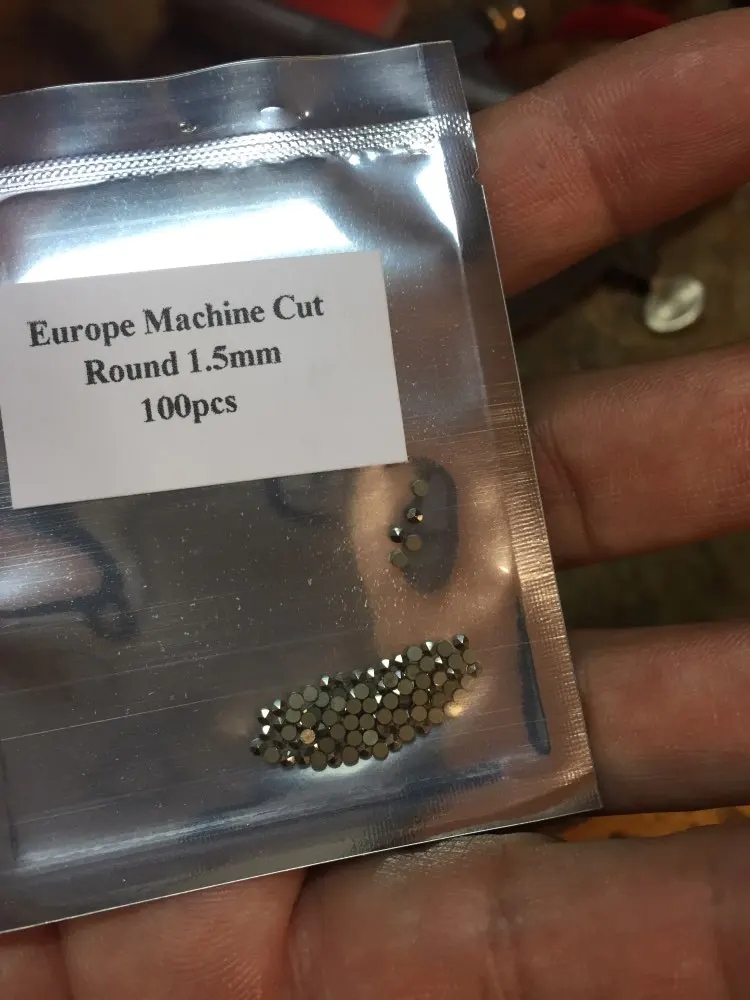 Europe Machine Cut
Round 1.5mm
100pcs